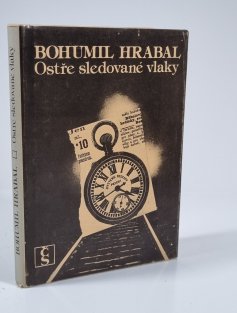 BOHUMIL HRABAL
Ostře sledované vlaky
10
BOHUMIL HRABAL
Ostře sledované vlaky
ČS